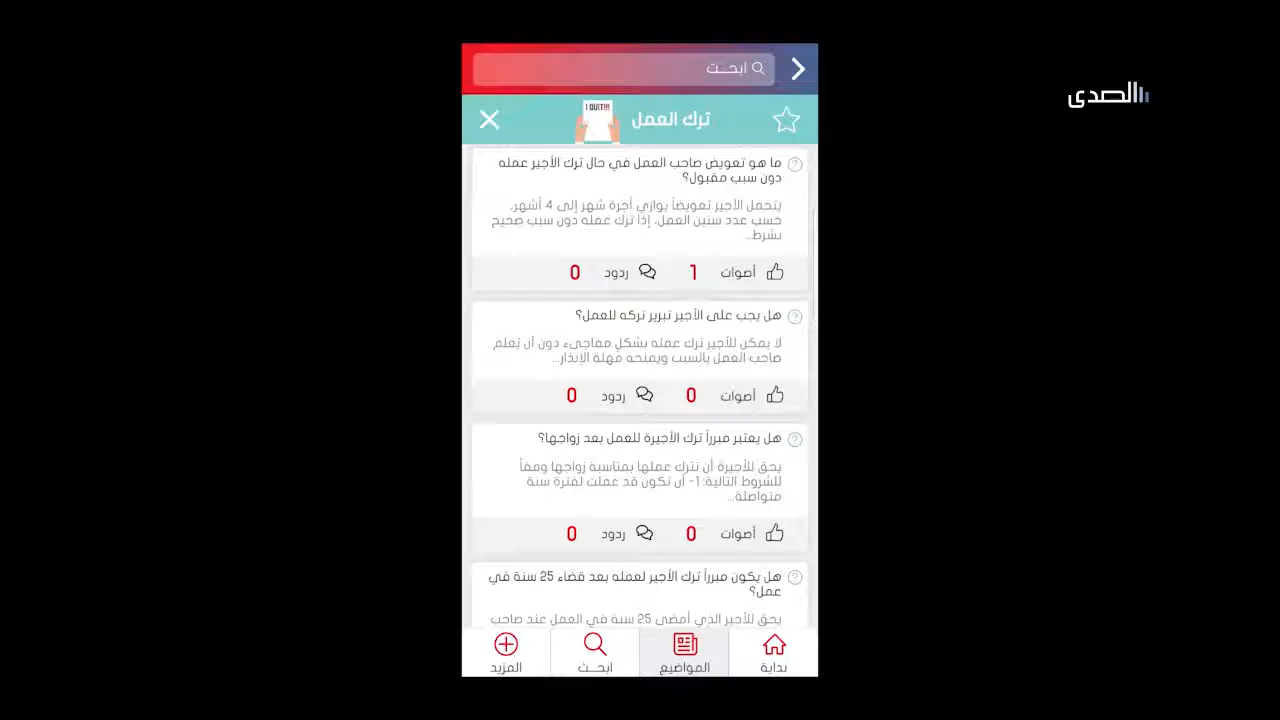 ابحـث
الصدى
ترك العمل
I QUIT!!!
ما هو تعويض صاحب العمل في حال ترك الأجير عمله
دون سبب مقبول؟
يتحمل الأجير تعويضاً يوازي أجرة شهر إلى 4 أشهر،
حسب عدد سنين العمل، إذا ترك عمله دون سبب صحيح
بشرط...
أصوات 1 ردود 0
هل يجب على الأجير تبرير تركه للعمل؟
لا يمكن للأجير ترك عمله بشكلٍ مفاجىء دون أن يُعلم
صاحب العمل بالسبب ويمنحه مُهلة الإنذار...
أصوات 0 ردود 0
هل يعتبر مبرراً ترك الأجيرة للعمل بعد زواجها؟
يحق للأجيرة أن تترك عملها بمناسبة زواجها وفقاً
للشروط التالية: 1- أن تكون قد عملت لفترة سنة
متواصلة...
أصوات 0 ردود 0
هل يكون مبرراً ترك الأجير لعمله بعد قضاء 25 سنة في
عمل؟
يحق للأجير الذي أمضى 25 سنة في العمل عند صاحب
بداية
المواضيع
ابحـث
المزيد